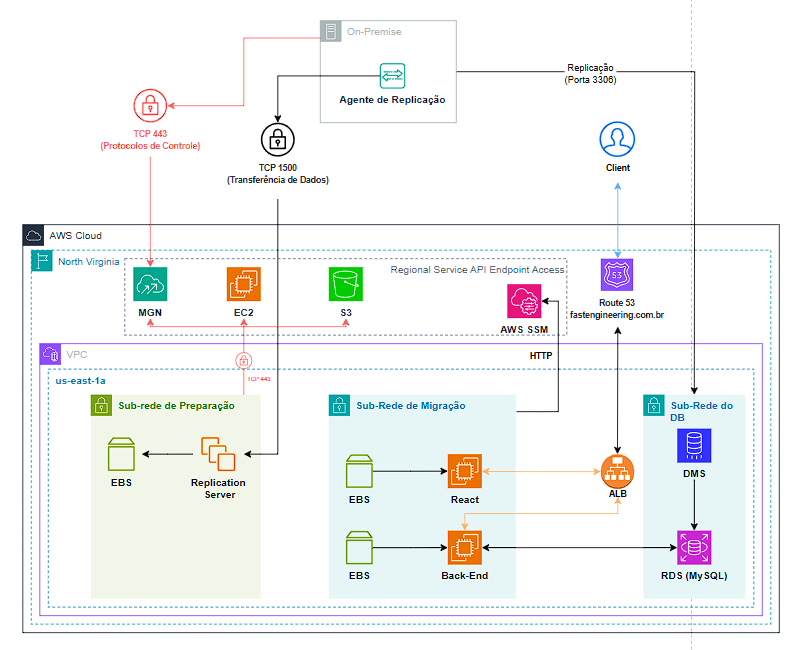 On-Premise
Agente de Replicação
Replicação
(Porta 3306)
TCP 443
(Protocolos de Controle)
TCP 1500
(Transferência de Dados)
Client
AWS Cloud
North Virginia
Regional Service API Endpoint Access
MGN
EC2
S3
AWS SSM
53
Route 53
fastengineering.com.br
HTTP
VPC
TCP 443
us-east-1a
Sub-rede de Preparação
Sub-Rede de Migração
Sub-Rede do
DB
EBS
Replication
Server
EBS
React
ALB
DMS
EBS
Back-End
RDS (MySQL)